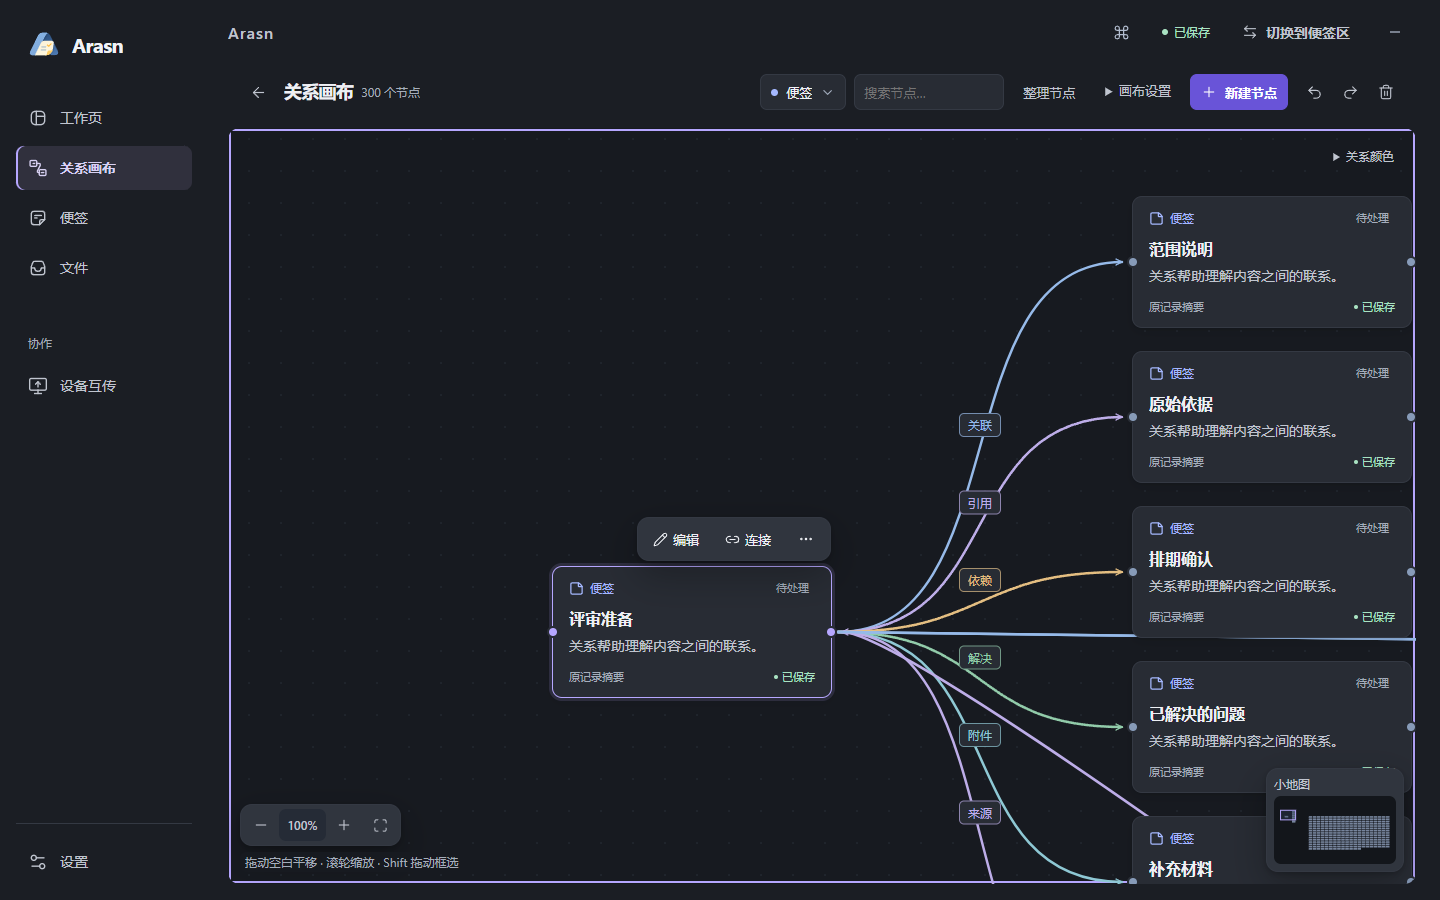 Arasn
工作页
关系画布
便签
文件
协作
设备互传
设置
Arasn
⌘
已保存
切换到便签区
关系画布 300 个节点
便签
搜索节点...
整理节点
画布设置
新建节点
关系颜色
便签 待处理
范围说明
关系帮助理解内容之间的联系。
原记录摘要 已保存
便签 待处理
原始依据
关系帮助理解内容之间的联系。
原记录摘要 已保存
便签 待处理
排期确认
关系帮助理解内容之间的联系。
原记录摘要 已保存
便签 待处理
已解决的问题
关系帮助理解内容之间的联系。
原记录摘要
便签
补充材料
关联
引用
依赖
解决
附件
来源
编辑
连接
便签 待处理
评审准备
关系帮助理解内容之间的联系。
原记录摘要 已保存
小地图
100%
拖动空白平移 · 滚轮缩放 · Shift 拖动框选